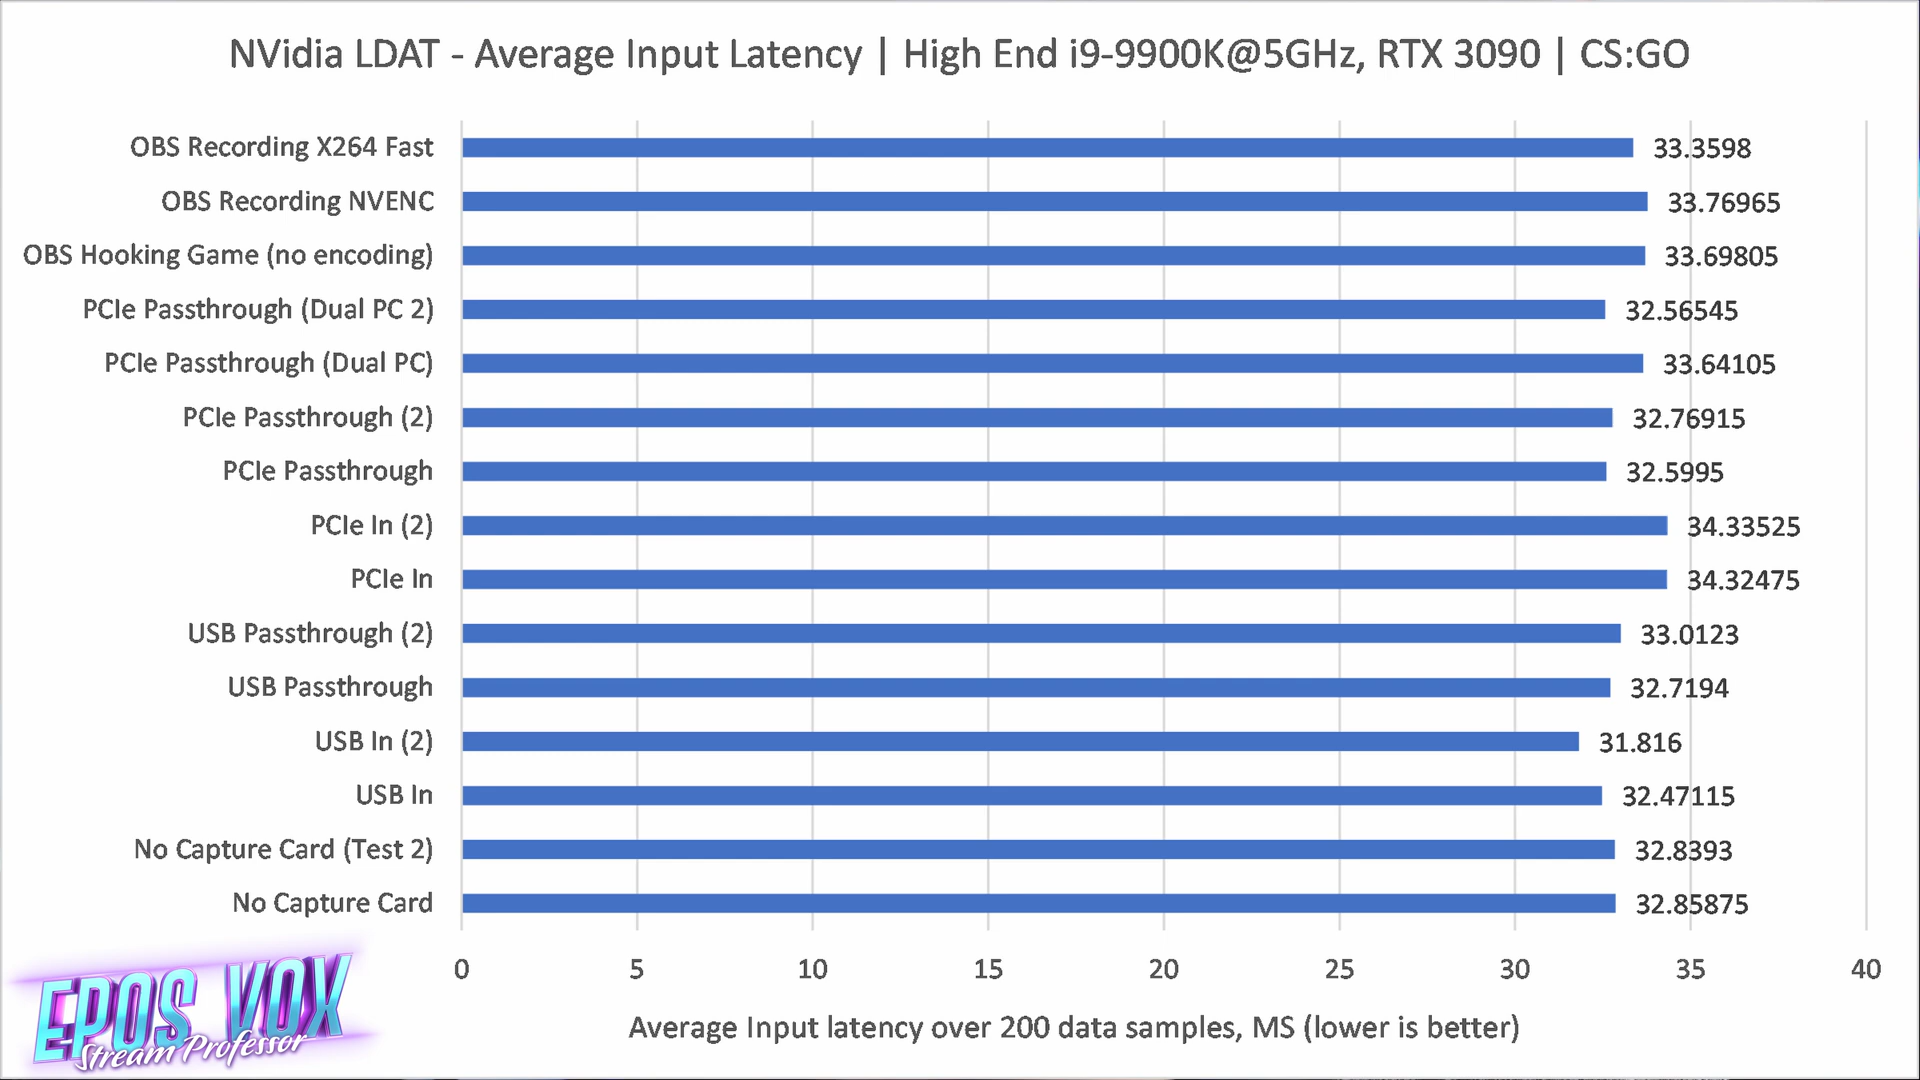 NVidia LDAT - Average Input Latency | High End i9-9900K@5GHz, RTX 3090 | CS:GO
OBS Recording X264 Fast 33.3598
OBS Recording NVENC 33.76965
OBS Hooking Game (no encoding) 33.69805
PCIe Passthrough (Dual PC 2) 32.56545
PCIe Passthrough (Dual PC) 33.64105
PCIe Passthrough (2) 32.76915
PCIe Passthrough 32.5995
PCIe In (2) 34.33525
PCIe In 34.32475
USB Passthrough (2) 33.0123
USB Passthrough 32.7194
USB In (2) 31.816
USB In 32.47115
No Capture Card (Test 2) 32.8393
No Capture Card 32.85875
0 5 10 15 20 25 30 35 40
Average Input latency over 200 data samples, MS (lower is better)
EPOS VOX
Stream Professor